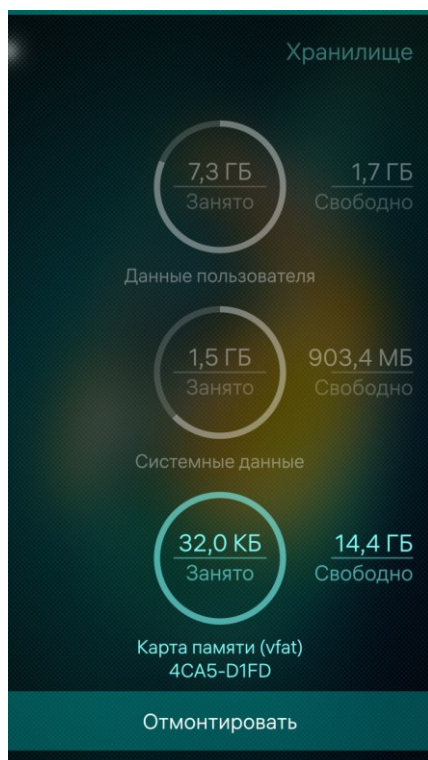 Хранилище
7,3 ГБ 1,7 ГБ
Занято Свободно
Данные пользователя
1,5 ГБ 903,4 МБ
Занято Свободно
Системные данные
32,0 КБ 14,4 ГБ
Занято Свободно
Карта памяти (vfat)
4CA5-D1FD
Отмонтировать